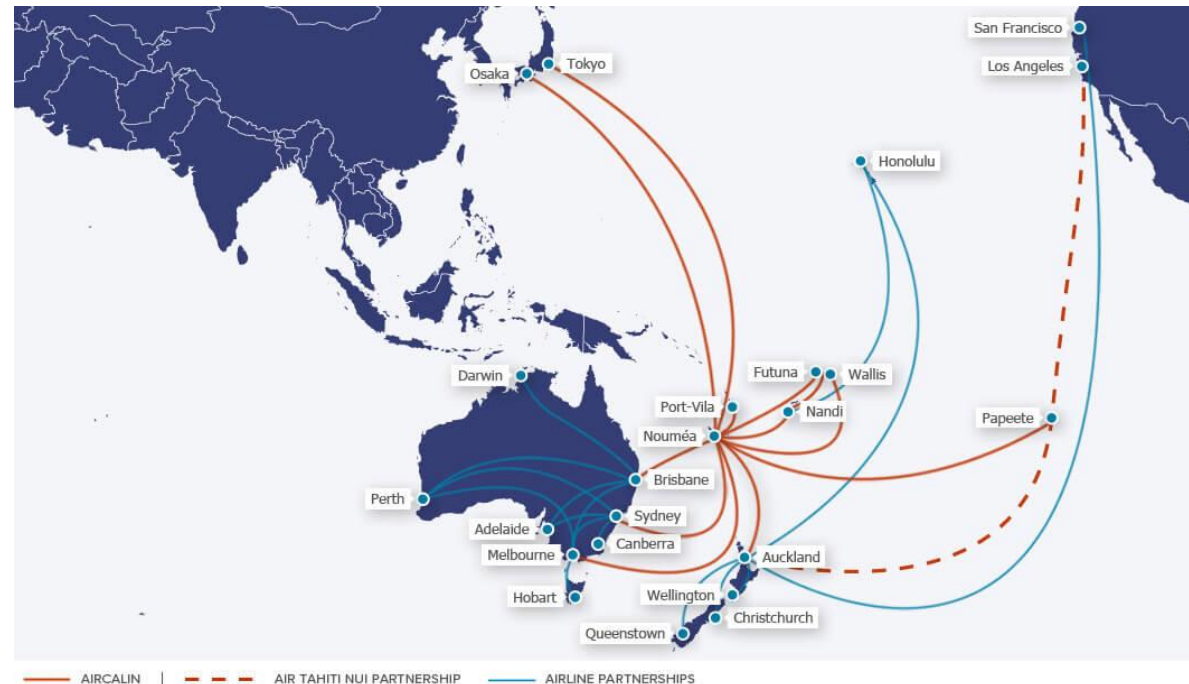 San Francisco
Los Angeles
Tokyo
Osaka
Honolulu
Darwin
Futuna
Wallis
Port-Vila
Nandi
Nouméa
Papeete
Brisbane
Perth
Sydney
Adelaide
Canberra
Melbourne
Auckland
Hobart
Wellington
Christchurch
Queenstown
AIRCALIN | AIR TAHITI NUI PARTNERSHIP AIRLINE PARTNERSHIPS